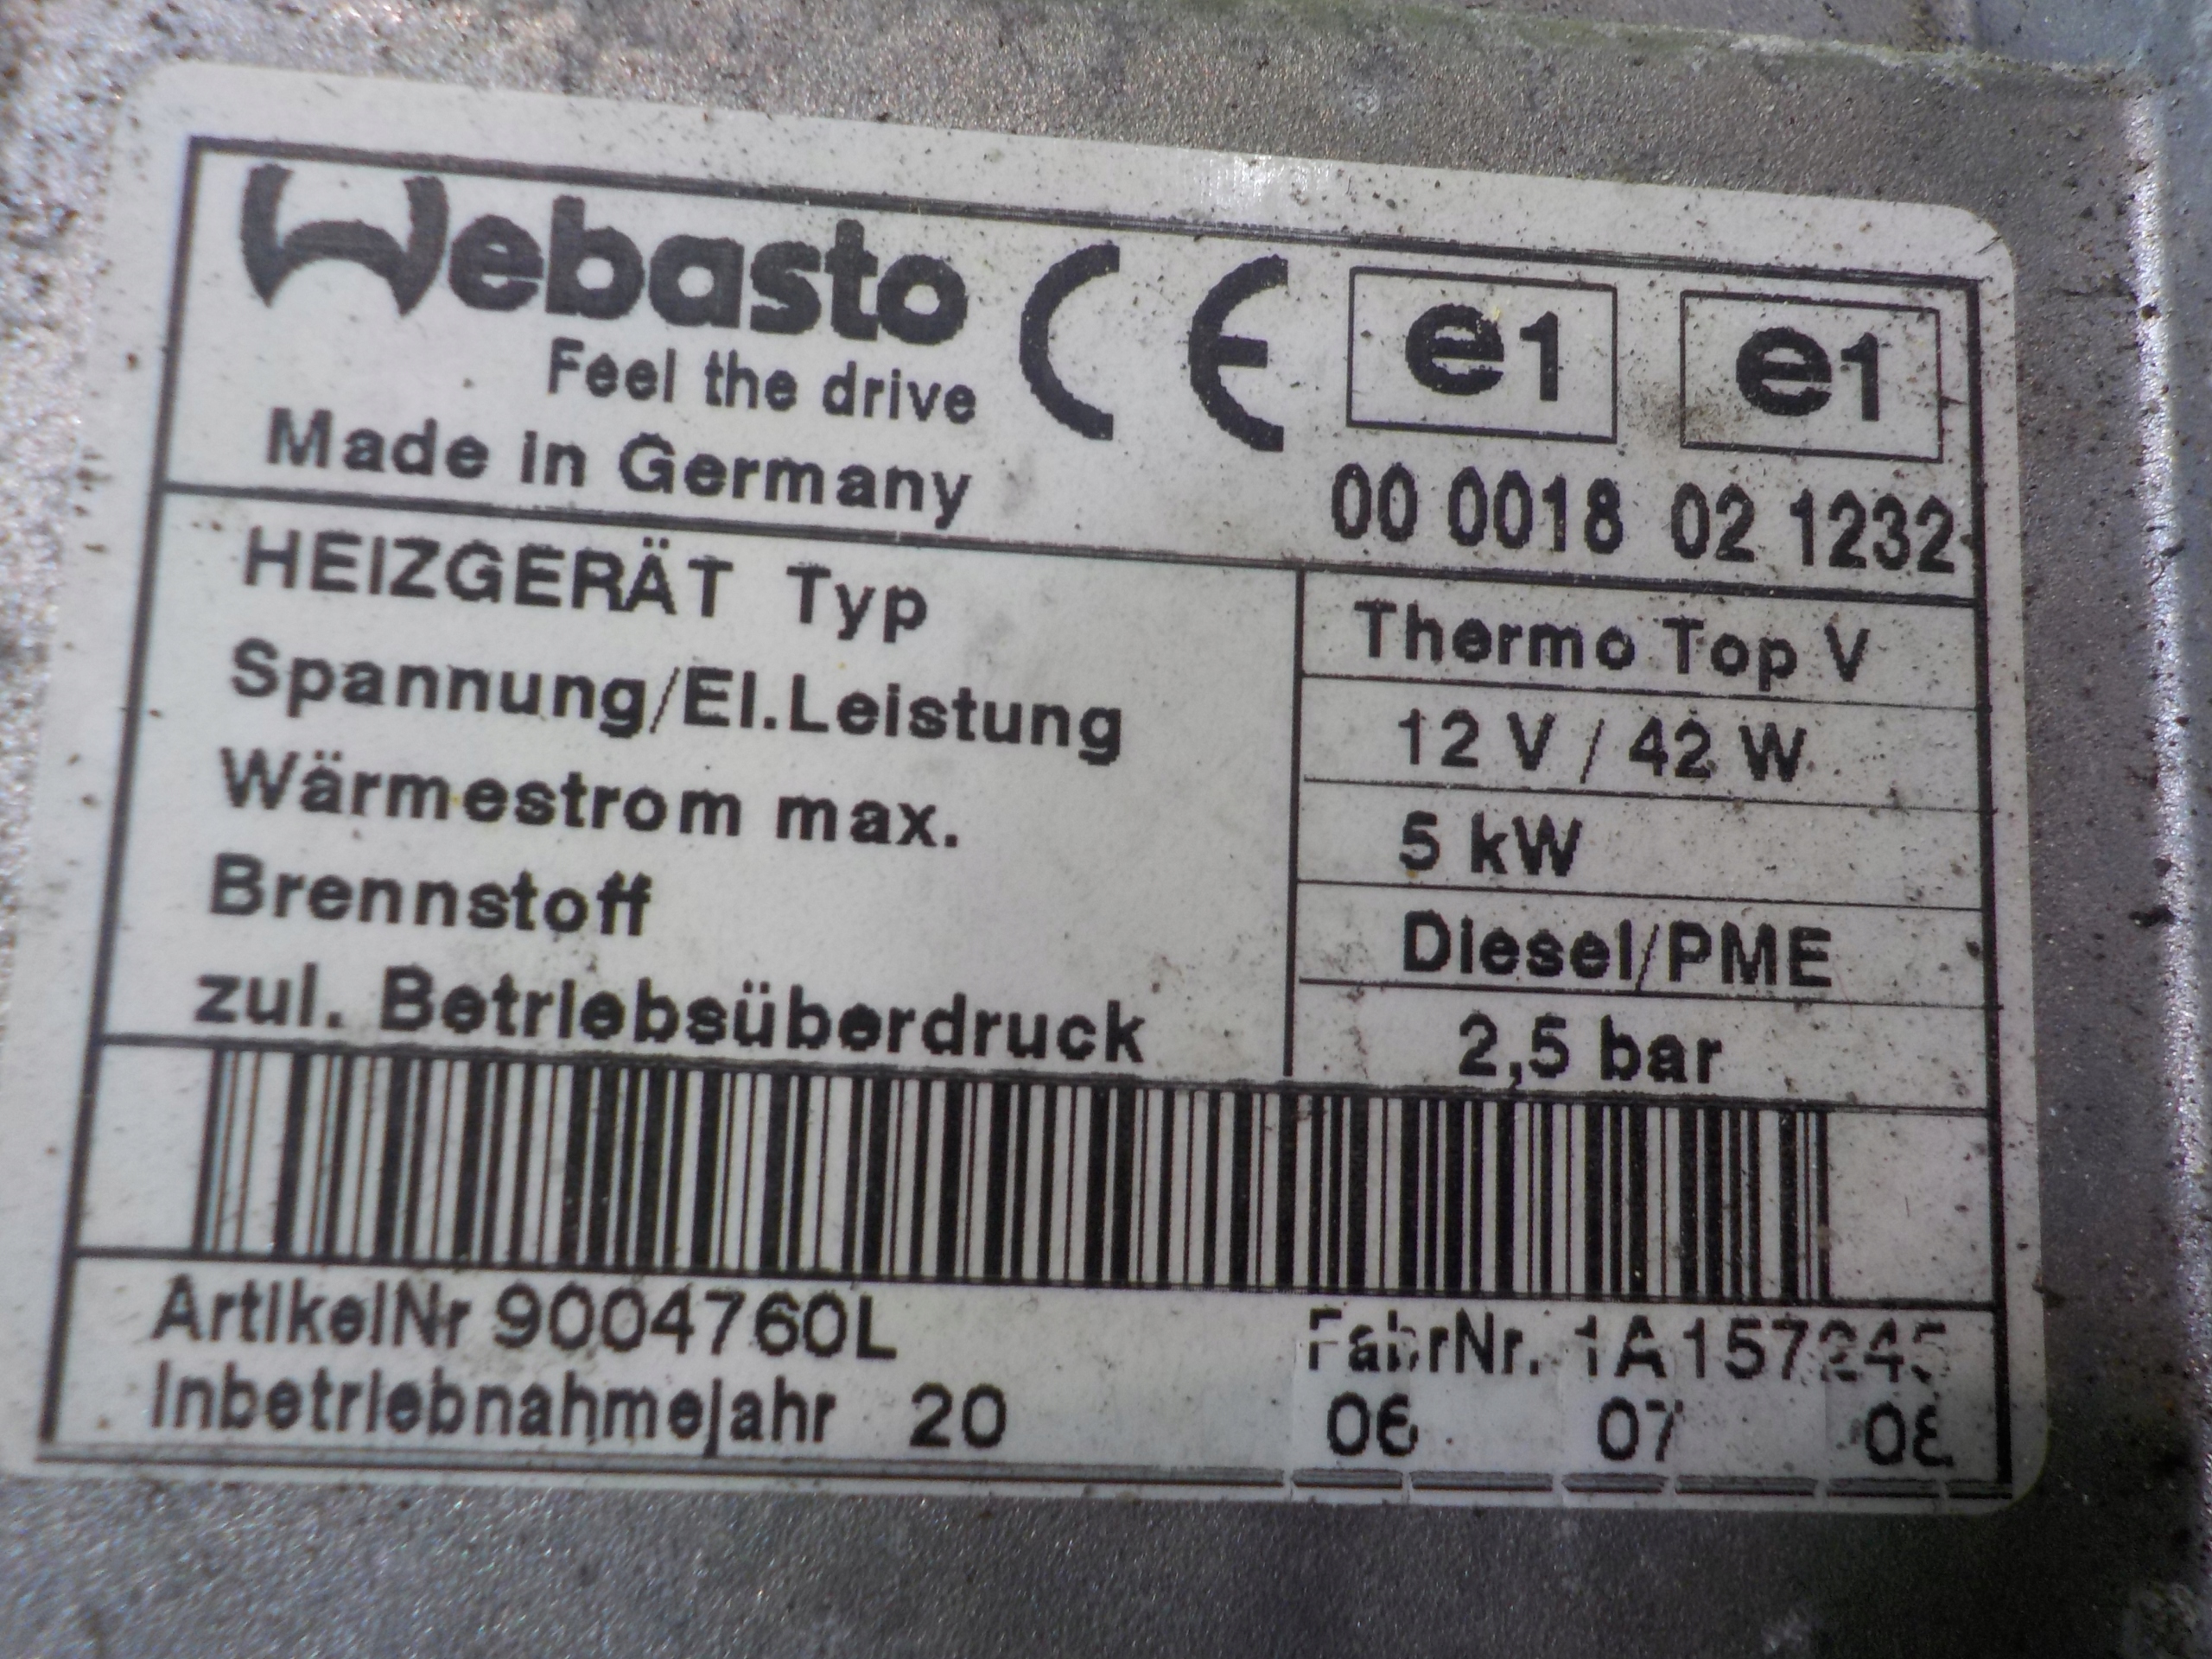 Webasto
Feel the drive
Made in Germany
CE e1 e1
00 0018 02 1232
HEIZGERÄT Typ Thermo Top V
Spannung/El.Leistung 12 V / 42 W
Wärmestrom max. 5 kW
Brennstoff Diesel/PME
zul. Betriebsüberdruck 2,5 bar
ArtikelNr 9004760L FabrNr. 1A157245
Inbetriebnahmejahr 20 06 07 08